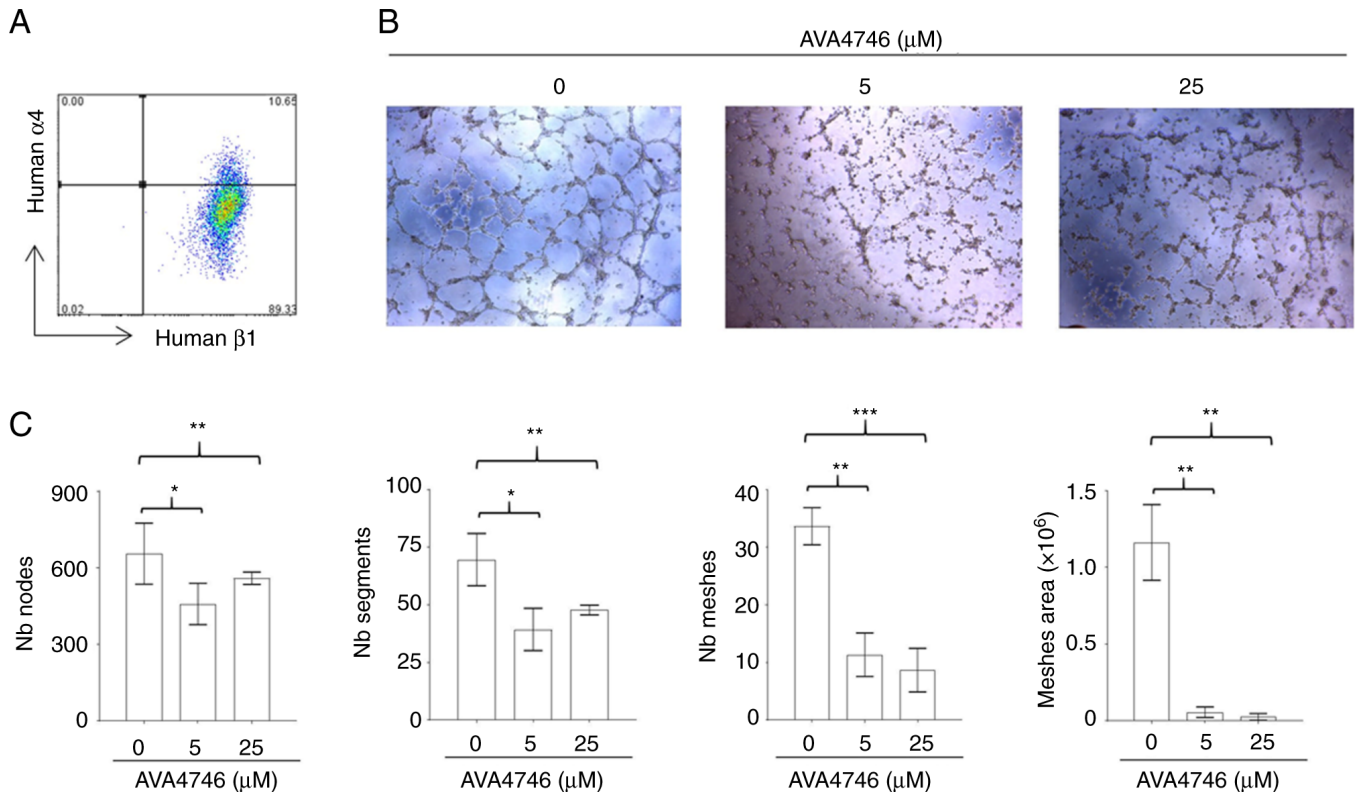 A
B
AVA4746 (μM)
0 5 25
0.00 10.65
Human α4
0.02 89.33
Human β1
C
** ** *** **
* * ** **
Nb nodes
900
600
300
0
0 5 25
AVA4746 (μM)
Nb segments
100
75
50
25
0
0 5 25
AVA4746 (μM)
Nb meshes
40
30
20
10
0
0 5 25
AVA4746 (μM)
Meshes area (×10⁶)
1.5
1.0
0.5
0
0 5 25
AVA4746 (μM)